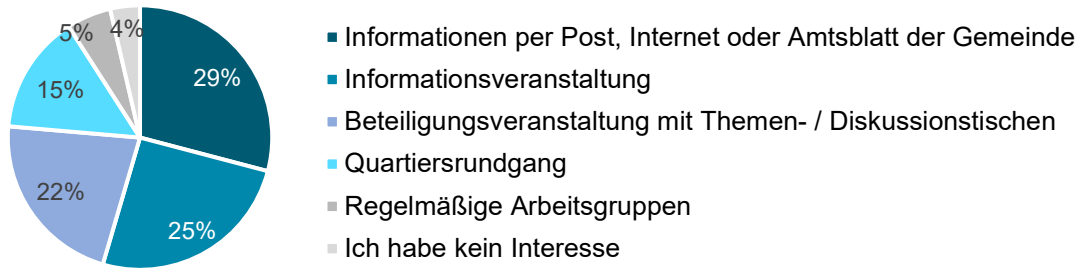 5%
4%
29%
15%
22%
25%
Informationen per Post, Internet oder Amtsblatt der Gemeinde
Informationsveranstaltung
Beteiligungsveranstaltung mit Themen- / Diskussionstischen
Quartiersrundgang
Regelmäßige Arbeitsgruppen
Ich habe kein Interesse